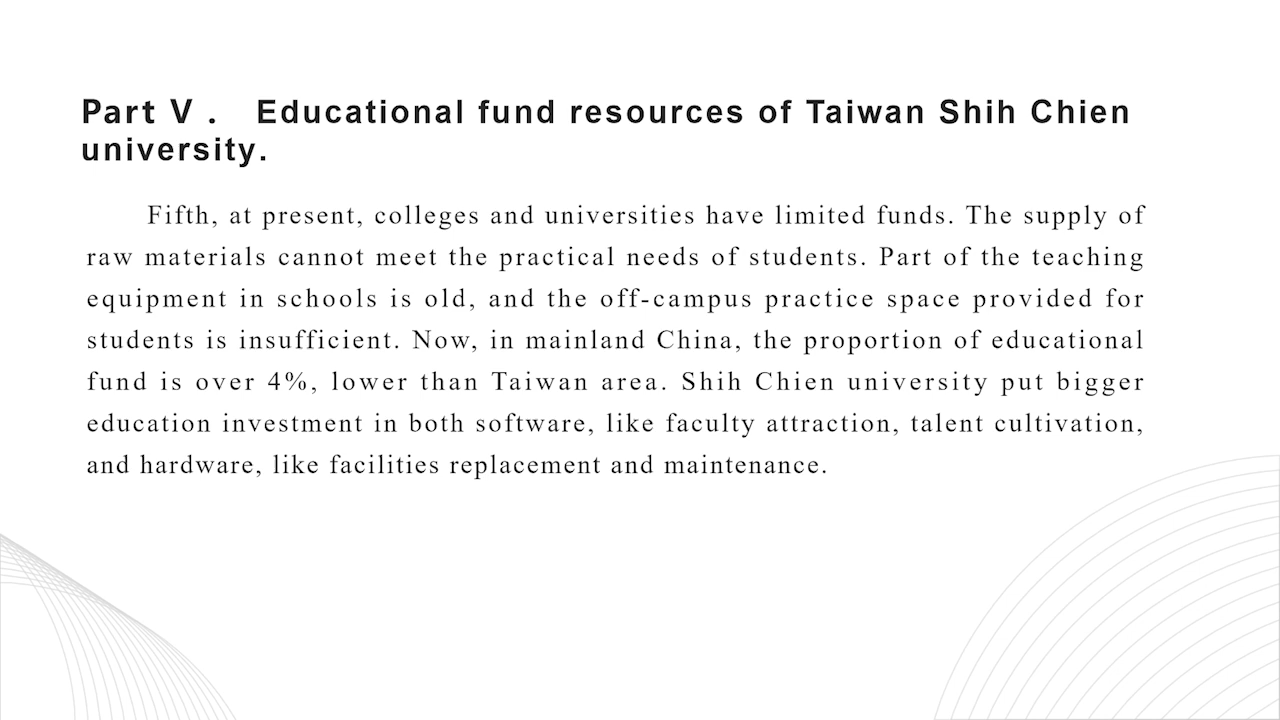 Part V .  Educational fund resources of Taiwan Shih Chien
university.
Fifth, at present, colleges and universities have limited funds. The supply of
raw materials cannot meet the practical needs of students. Part of the teaching
equipment in schools is old, and the off-campus practice space provided for
students is insufficient. Now, in mainland China, the proportion of educational
fund is over 4%, lower than Taiwan area. Shih Chien university put bigger
education investment in both software, like faculty attraction, talent cultivation,
and hardware, like facilities replacement and maintenance.